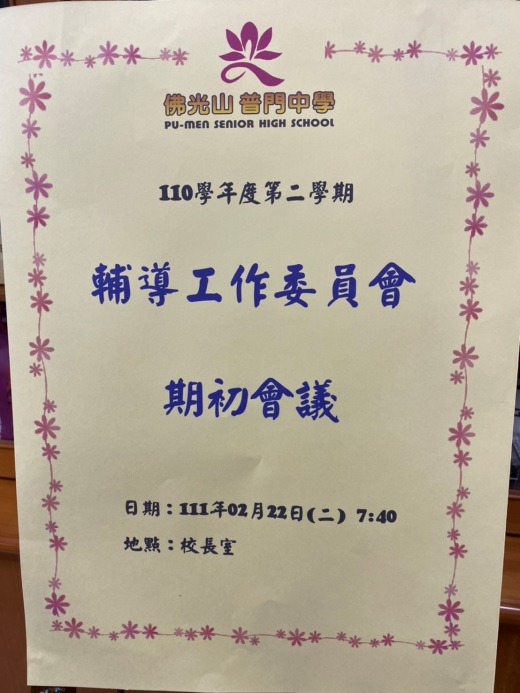 佛光山 普門中學
PU-MEN SENIOR HIGH SCHOOL
110學年度第二學期
輔導工作委員會
期初會議
日期：111年02月22日(二) 7:40
地點：校長室